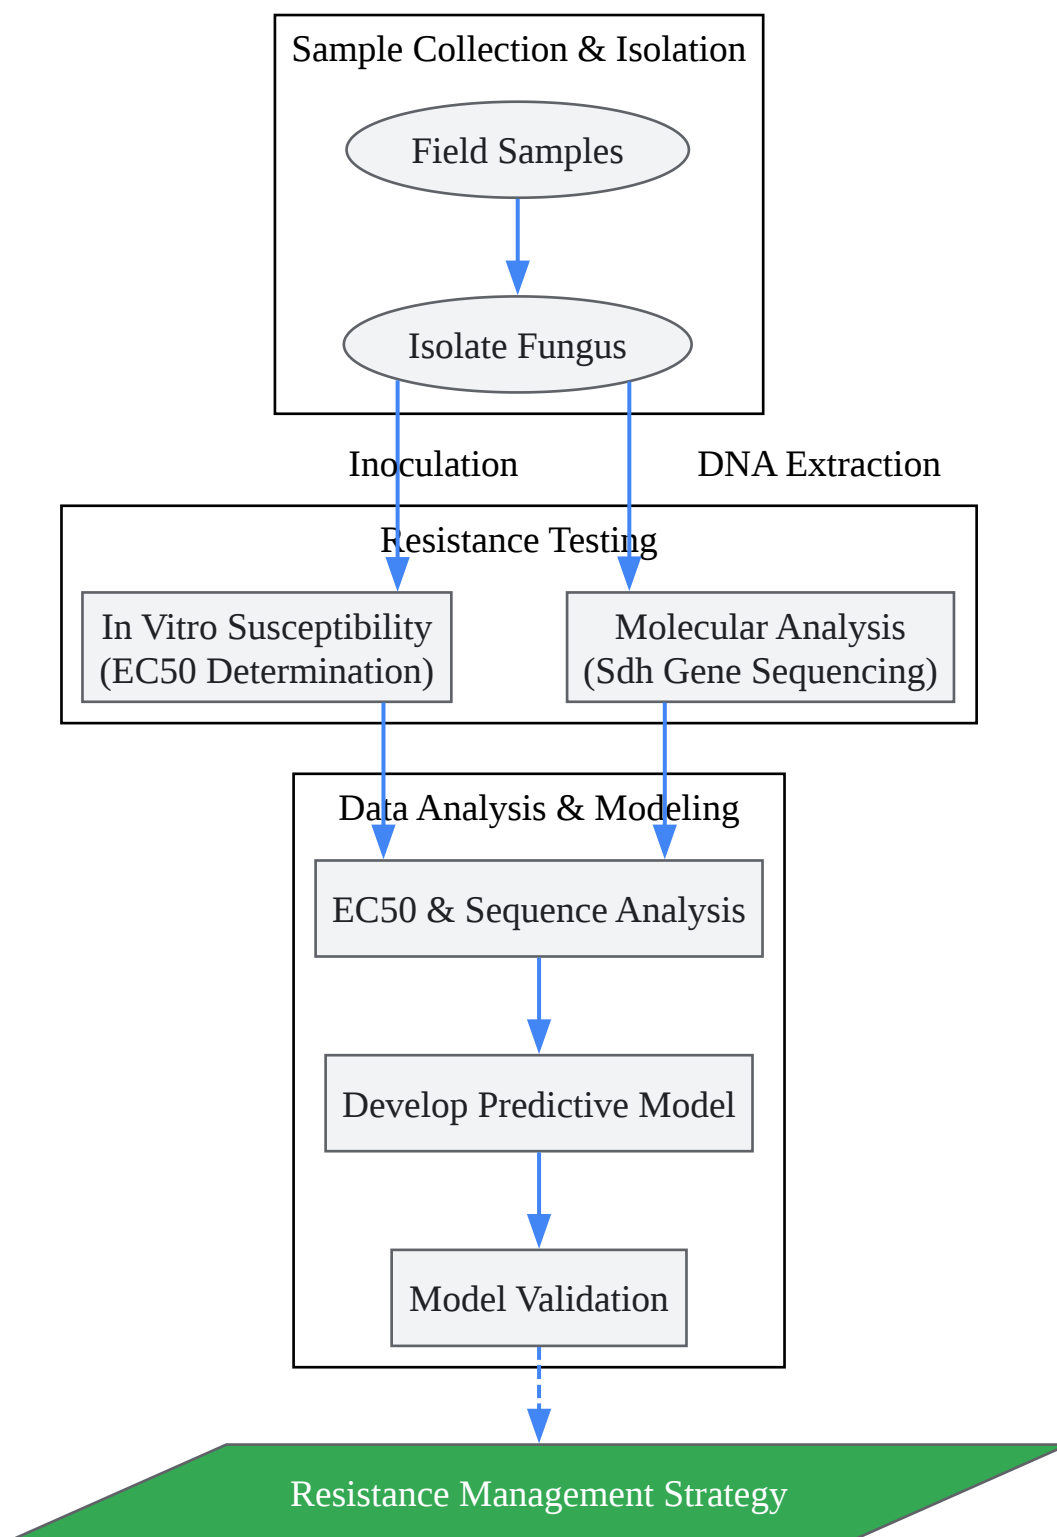 Sample Collection & Isolation
Field Samples
Isolate Fungus
Inoculation
DNA Extraction
Resistance Testing
In Vitro Susceptibility
(EC50 Determination)
Molecular Analysis
(Sdh Gene Sequencing)
Data Analysis & Modeling
EC50 & Sequence Analysis
Develop Predictive Model
Model Validation
Resistance Management Strategy